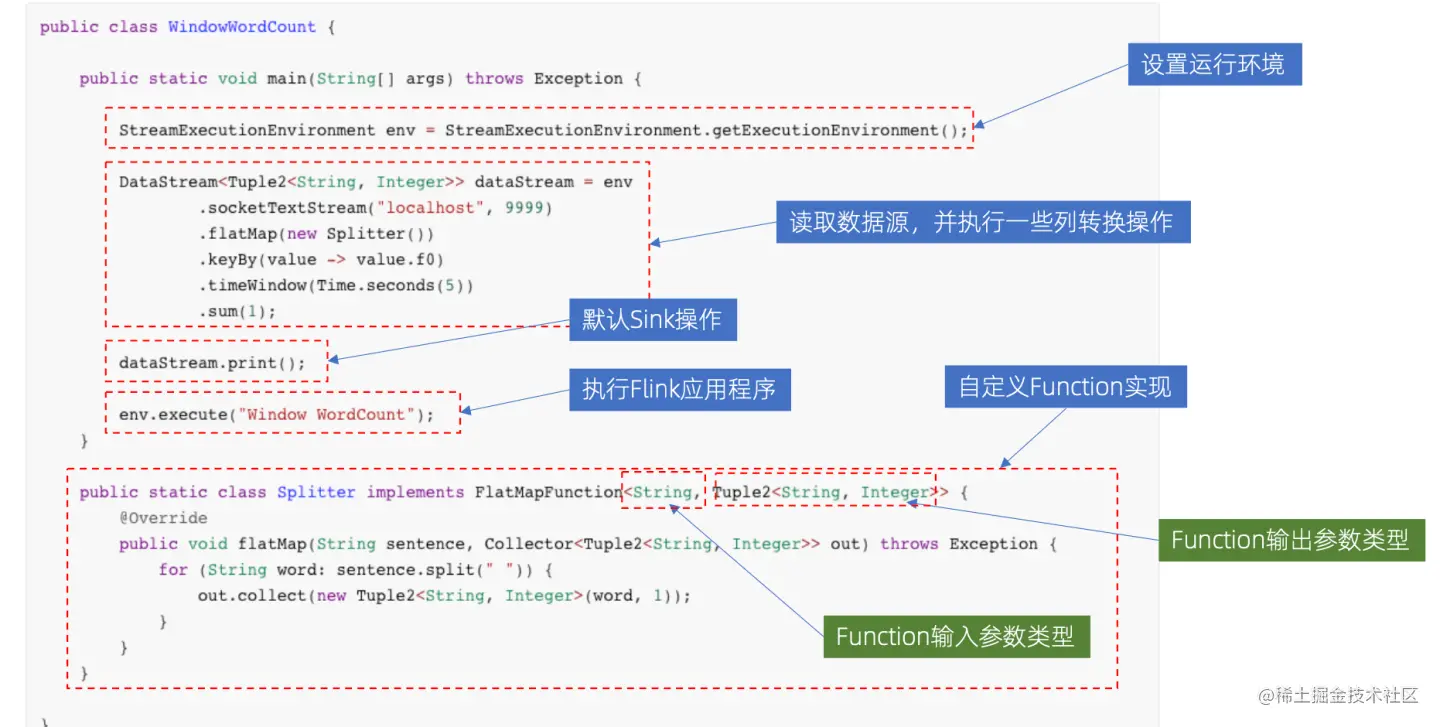 public class WindowWordCount {
设置运行环境
public static void main(String[] args) throws Exception {
StreamExecutionEnvironment env = StreamExecutionEnvironment.getExecutionEnvironment();
DataStream<Tuple2<String, Integer>> dataStream = env
.socketTextStream("localhost", 9999)
读取数据源，并执行一些列转换操作
.flatMap(new Splitter())
.keyBy(value -> value.f0)
.timeWindow(Time.seconds(5))
.sum(1);
默认Sink操作
dataStream.print();
执行Flink应用程序
自定义Function实现
env.execute("Window WordCount");
}
public static class Splitter implements FlatMapFunction<String, Tuple2<String, Integer>> {
@Override
public void flatMap(String sentence, Collector<Tuple2<String, Integer>> out) throws Exception {
Function输出参数类型
for (String word: sentence.split(" ")) {
out.collect(new Tuple2<String, Integer>(word, 1));
}
Function输入参数类型
}
}
@稀土掘金技术社区
}